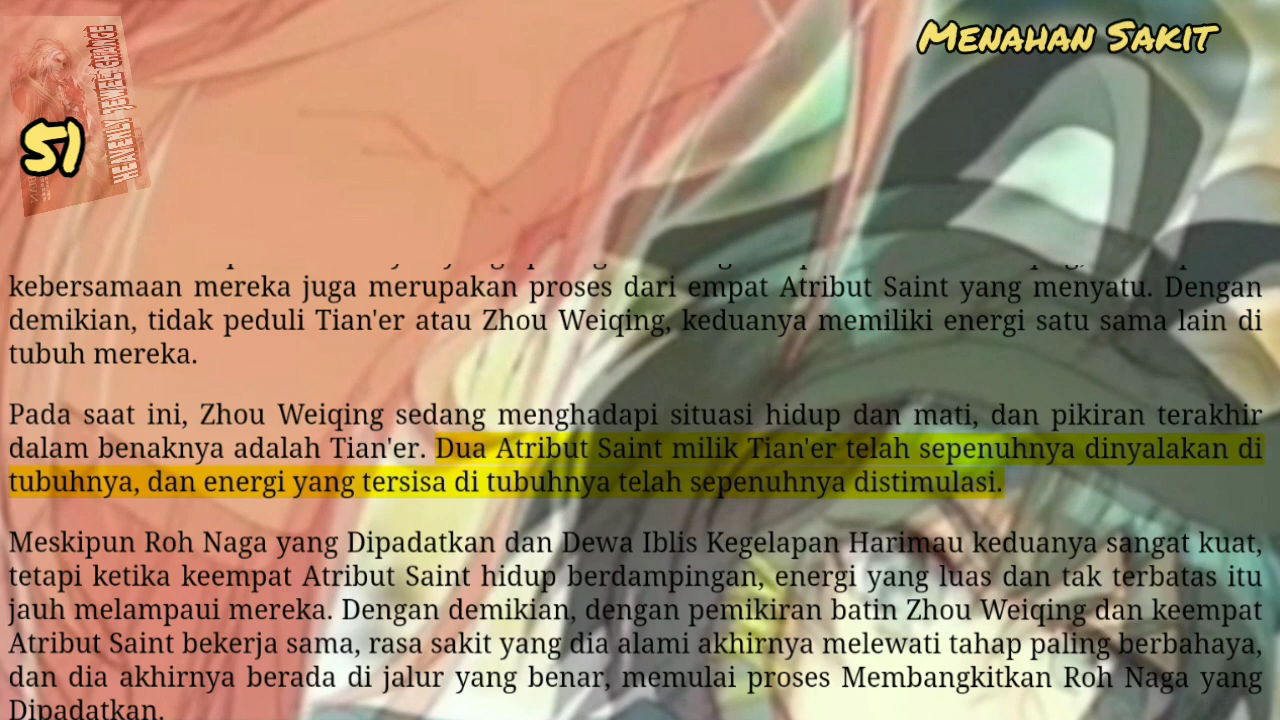 Menahan Sakit
HEAVENLY JEWEL CHANGE
51
kebersamaan mereka juga merupakan proses dari empat Atribut Saint yang menyatu. Dengan
demikian, tidak peduli Tian'er atau Zhou Weiqing, keduanya memiliki energi satu sama lain di
tubuh mereka.
Pada saat ini, Zhou Weiqing sedang menghadapi situasi hidup dan mati, dan pikiran terakhir
dalam benaknya adalah Tian'er. Dua Atribut Saint milik Tian'er telah sepenuhnya dinyalakan di
tubuhnya, dan energi yang tersisa di tubuhnya telah sepenuhnya distimulasi.
Meskipun Roh Naga yang Dipadatkan dan Dewa Iblis Kegelapan Harimau keduanya sangat kuat,
tetapi ketika keempat Atribut Saint hidup berdampingan, energi yang luas dan tak terbatas itu
jauh melampaui mereka. Dengan demikian, dengan pemikiran batin Zhou Weiqing dan keempat
Atribut Saint bekerja sama, rasa sakit yang dia alami akhirnya melewati tahap paling berbahaya,
dan dia akhirnya berada di jalur yang benar, memulai proses Membangkitkan Roh Naga yang
Dipadatkan.